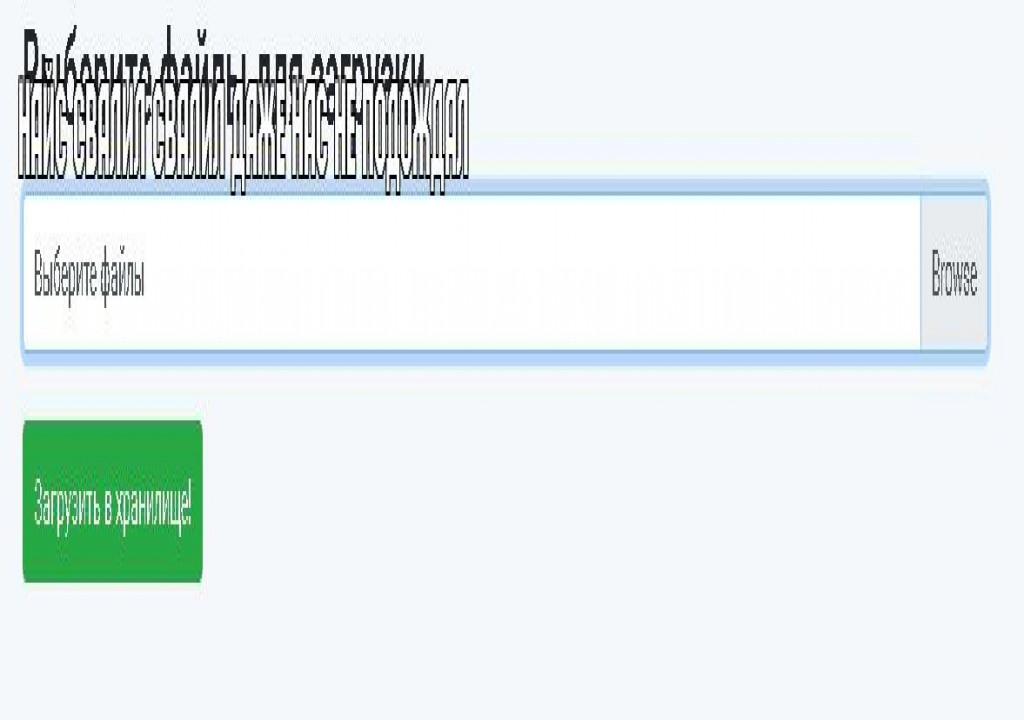 Выберите файлы для загрузки
НАЙС СВАЛИЛ СВАЛИЛ ДАЖЕ НАС НЕ ПОДОЖДАЛ
Выберите файлы
Browse
Загрузить в хранилище!